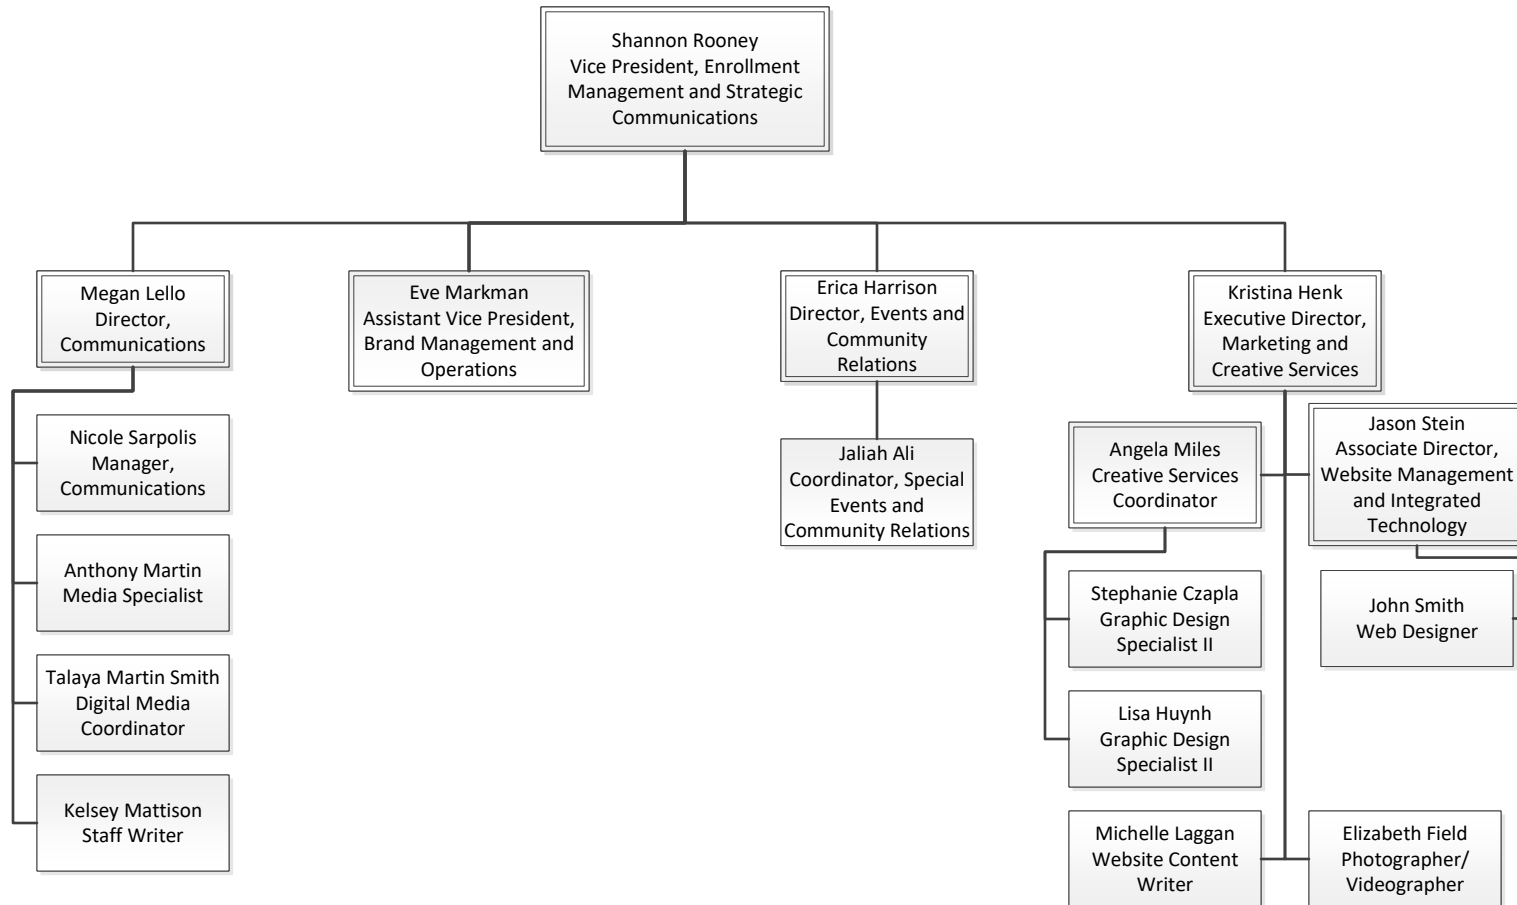 Shannon Rooney
Vice President, Enrollment
Management and Strategic
Communications
Megan Lello
Director,
Communications
Eve Markman
Assistant Vice President,
Brand Management and
Operations
Erica Harrison
Director, Events and
Community
Relations
Kristina Henk
Executive Director,
Marketing and
Creative Services
Nicole Sarpolis
Manager,
Communications
Anthony Martin
Media Specialist
Talaya Martin Smith
Digital Media
Coordinator
Kelsey Mattison
Staff Writer
Jaliah Ali
Coordinator, Special
Events and
Community Relations
Angela Miles
Creative Services
Coordinator
Jason Stein
Associate Director,
Website Management
and Integrated
Technology
Stephanie Czapla
Graphic Design
Specialist II
John Smith
Web Designer
Lisa Huynh
Graphic Design
Specialist II
Michelle Laggan
Website Content
Writer
Elizabeth Field
Photographer/
Videographer